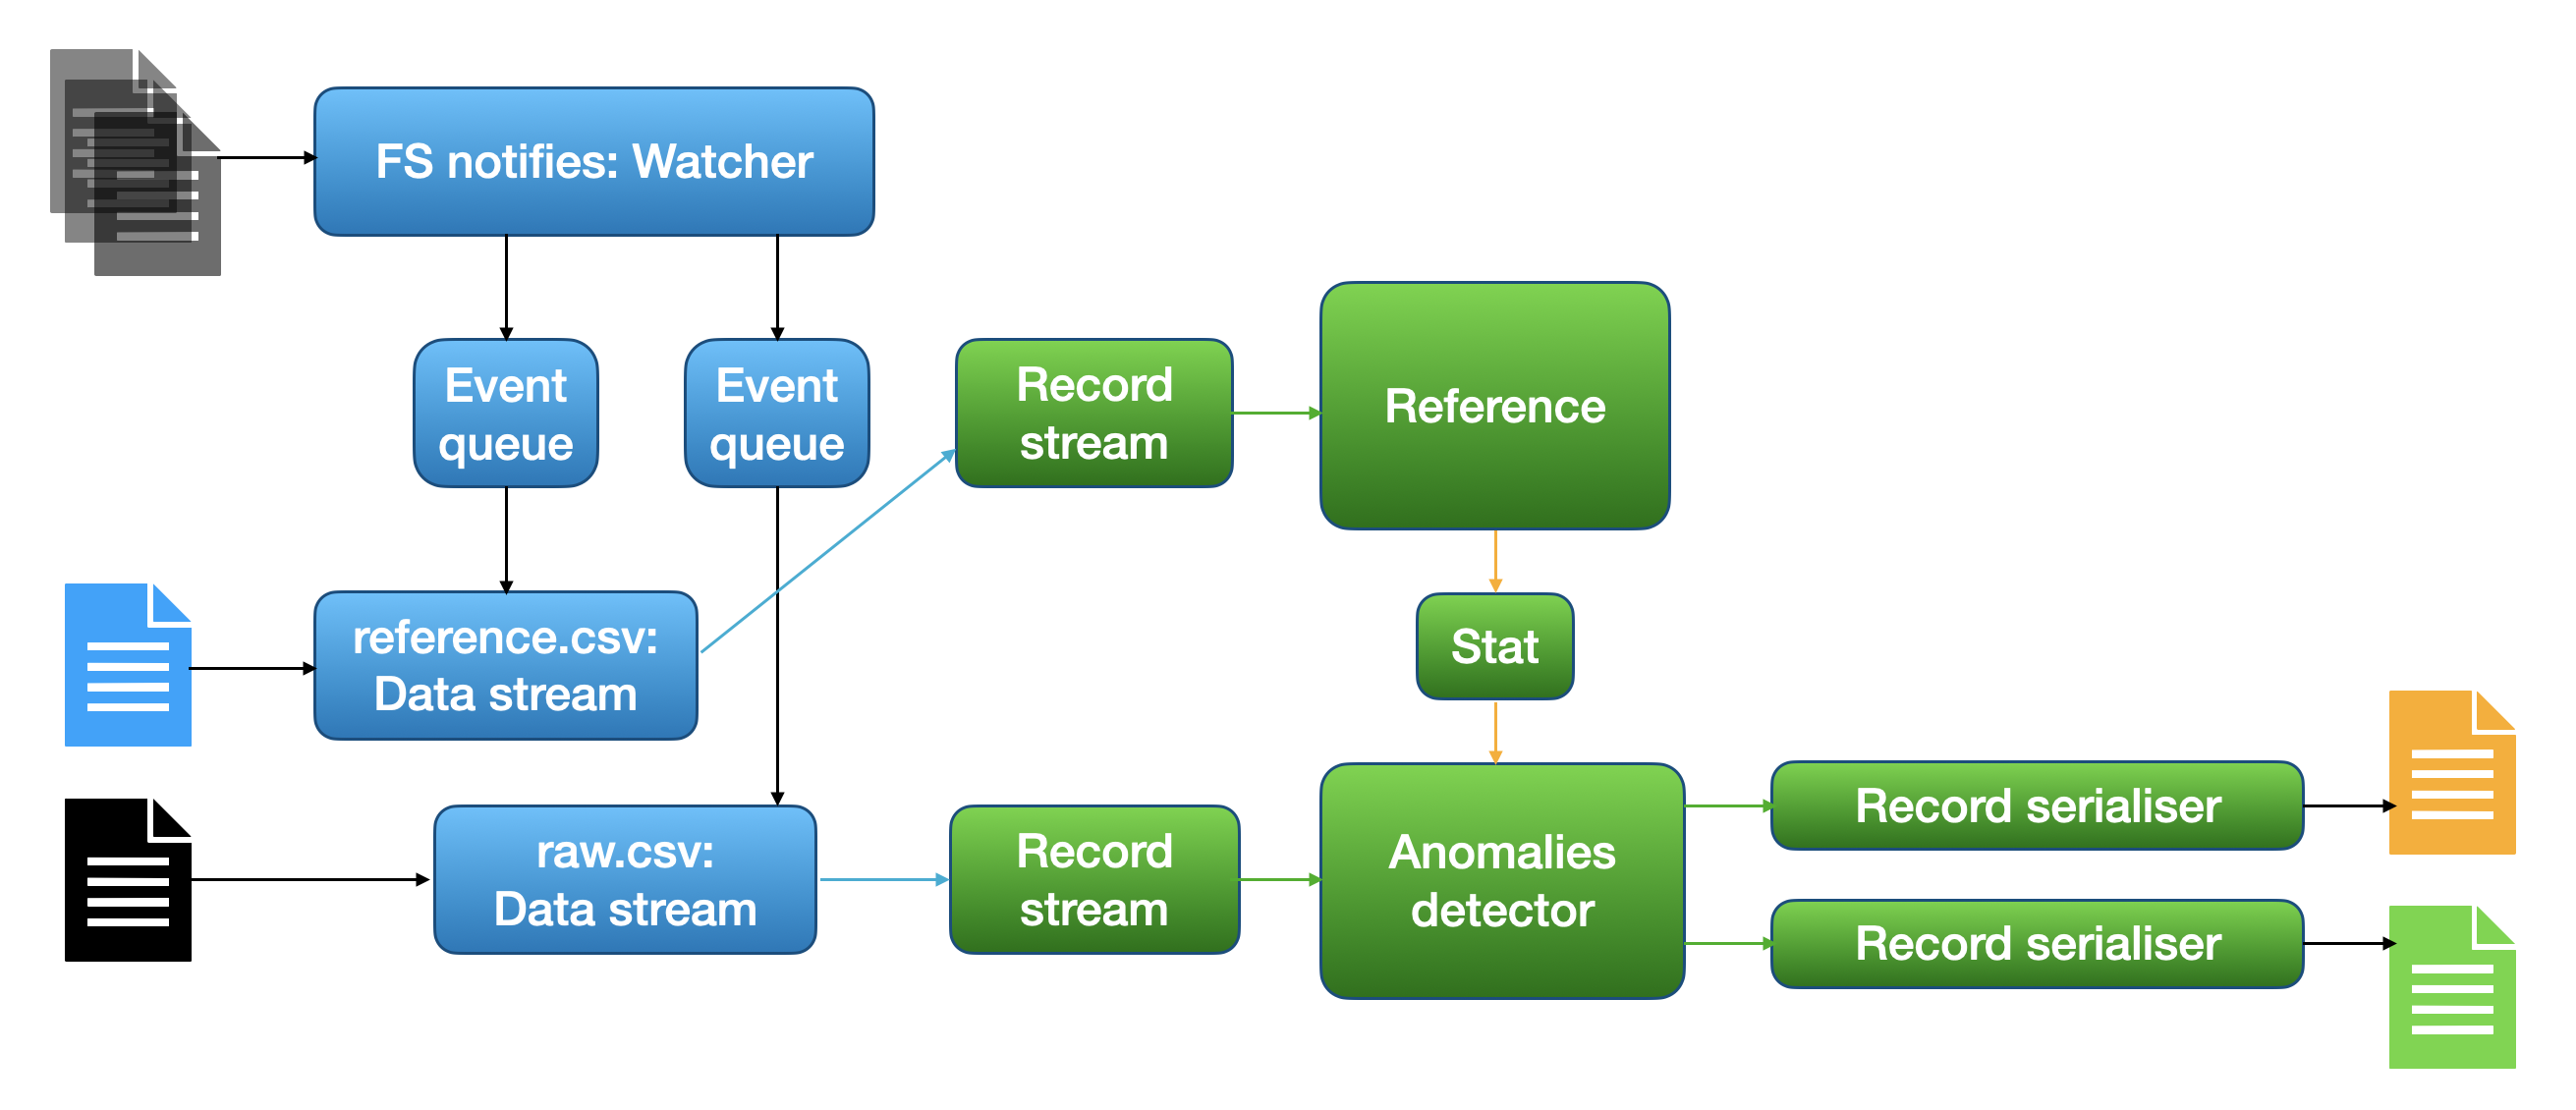 FS notifies: Watcher
Event
queue
Event
queue
Record
stream
Reference
reference.csv:
Data stream
Stat
raw.csv:
Data stream
Record
stream
Anomalies
detector
Record serialiser
Record serialiser